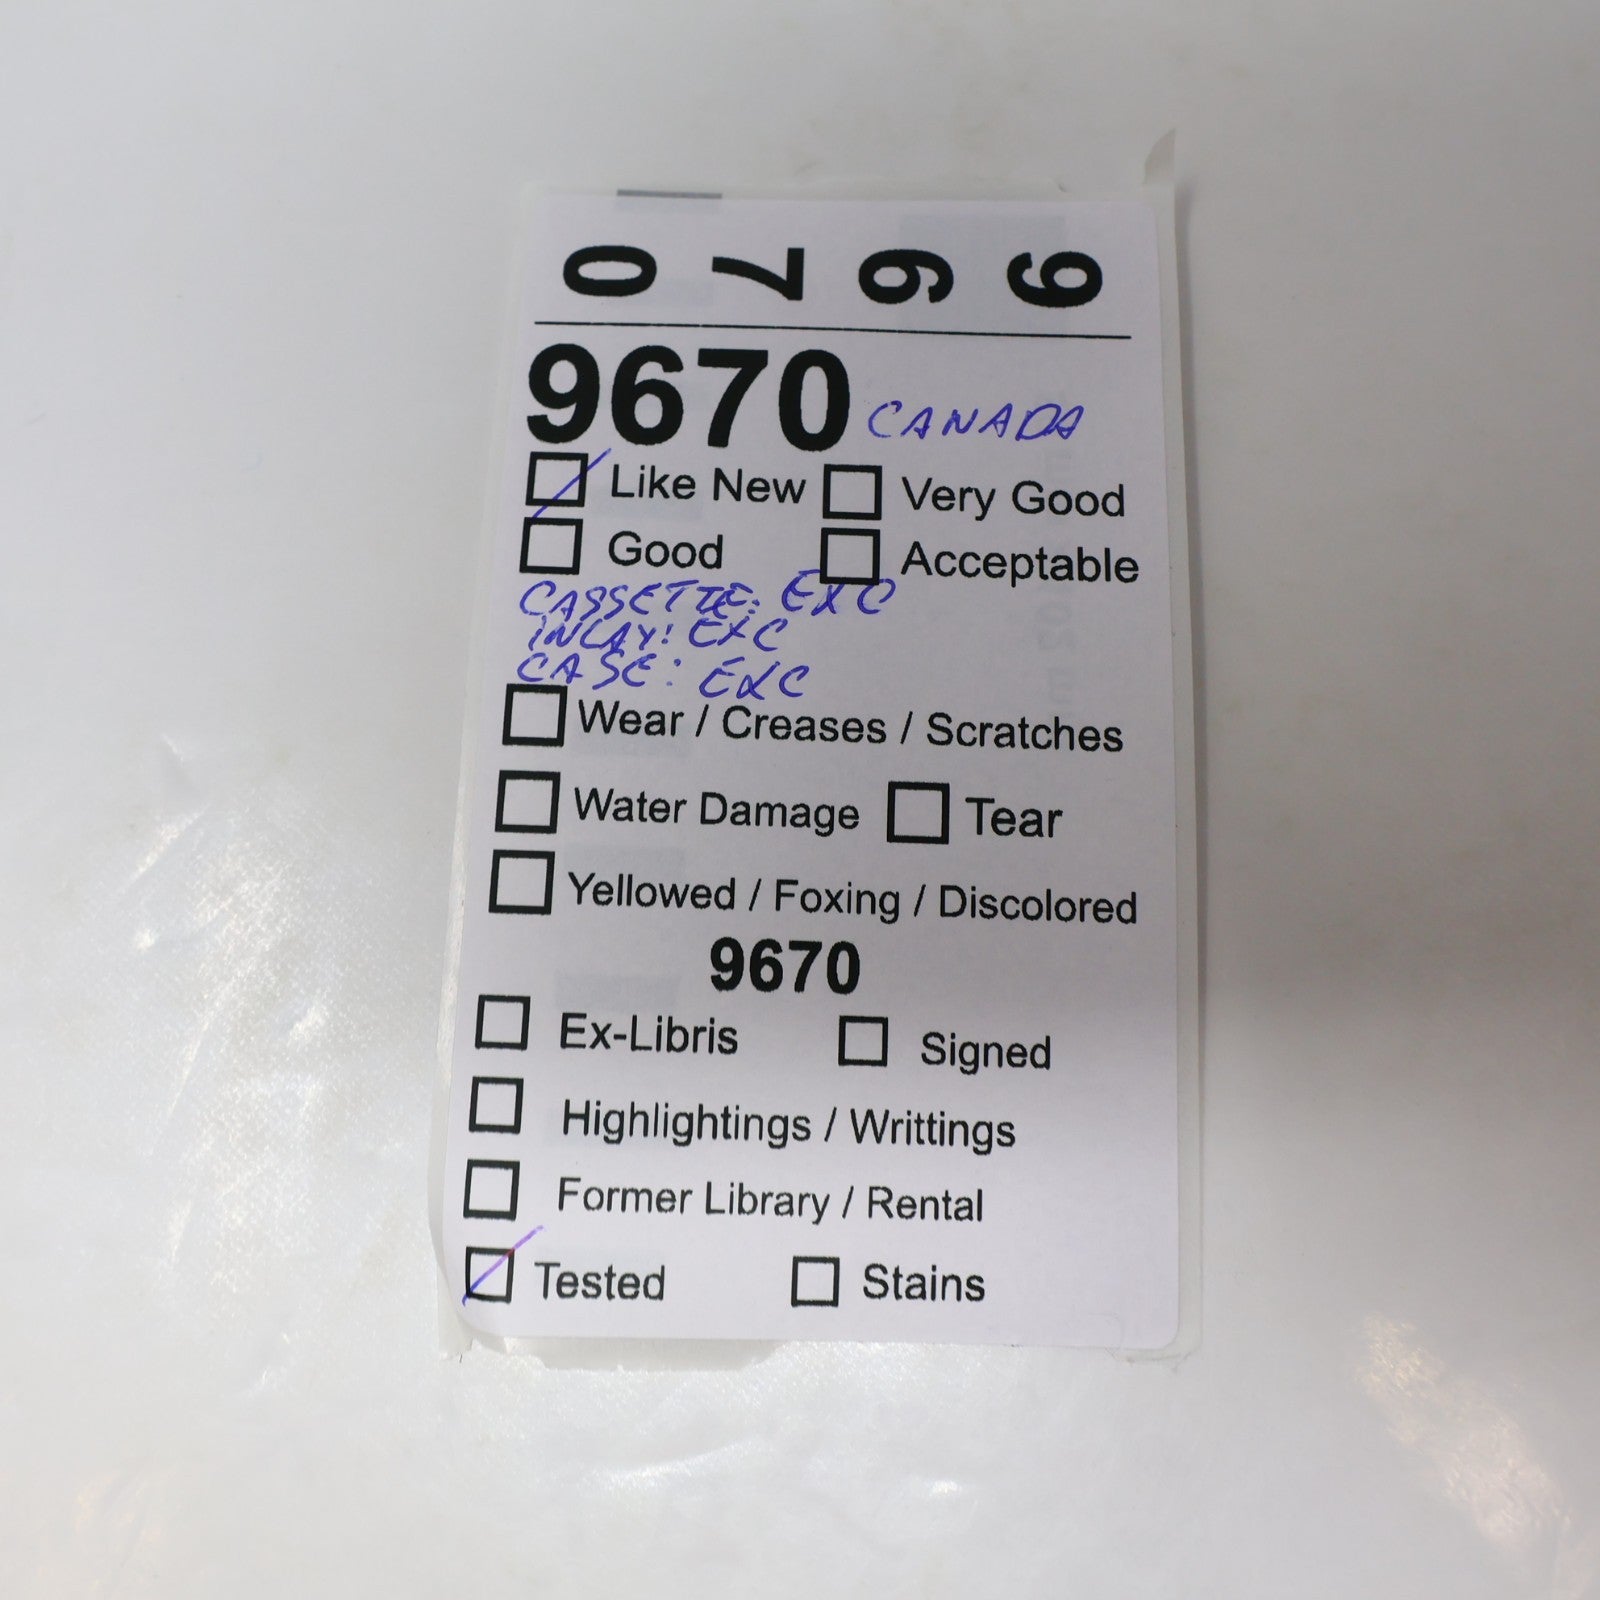 9670
9670 CANADA
Like New Very Good
Good Acceptable
CASSETTE: EXC
INLAY: EXC
CASE: EXC
Wear / Creases / Scratches
Water Damage Tear
Yellowed / Foxing / Discolored
9670
Ex-Libris Signed
Highlightings / Writtings
Former Library / Rental
Tested Stains